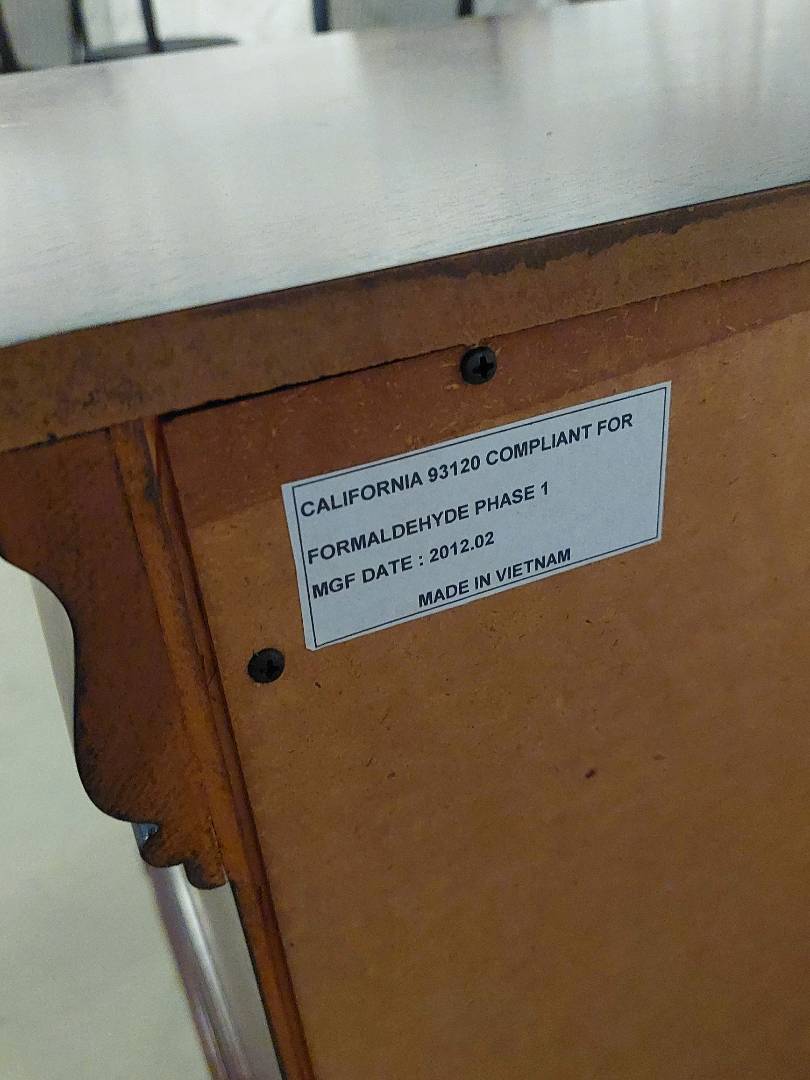 CALIFORNIA 93120 COMPLIANT FOR
FORMALDEHYDE PHASE 1
MGF DATE : 2012.02
MADE IN VIETNAM